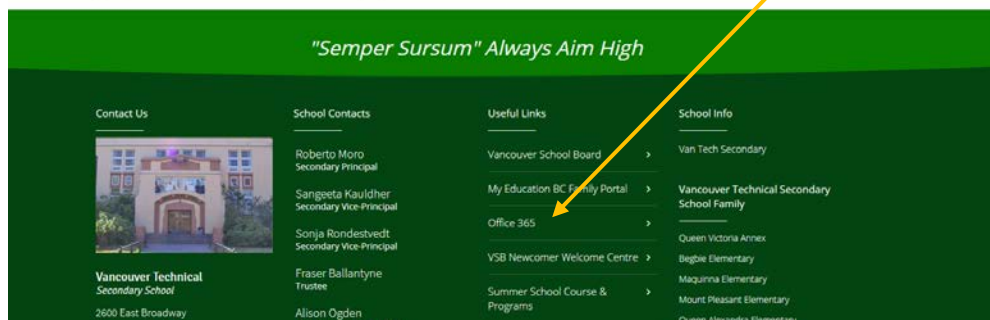 "Semper Sursum" Always Aim High
Contact Us
Vancouver Technical
Secondary School
2600 East Broadway
School Contacts
Roberto Moro
Secondary Principal
Sangeeta Kauldher
Secondary Vice-Principal
Sonja Rondestvedt
Secondary Vice-Principal
Fraser Ballantyne
Trustee
Alison Ogden
Useful Links
Vancouver School Board
My Education BC Family Portal
Office 365
VSB Newcomer Welcome Centre
Summer School Course &
Programs
School Info
Van Tech Secondary
Vancouver Technical Secondary
School Family
Queen Victoria Annex
Begbie Elementary
Maquinna Elementary
Mount Pleasant Elementary
Queen Alexandra Elementary